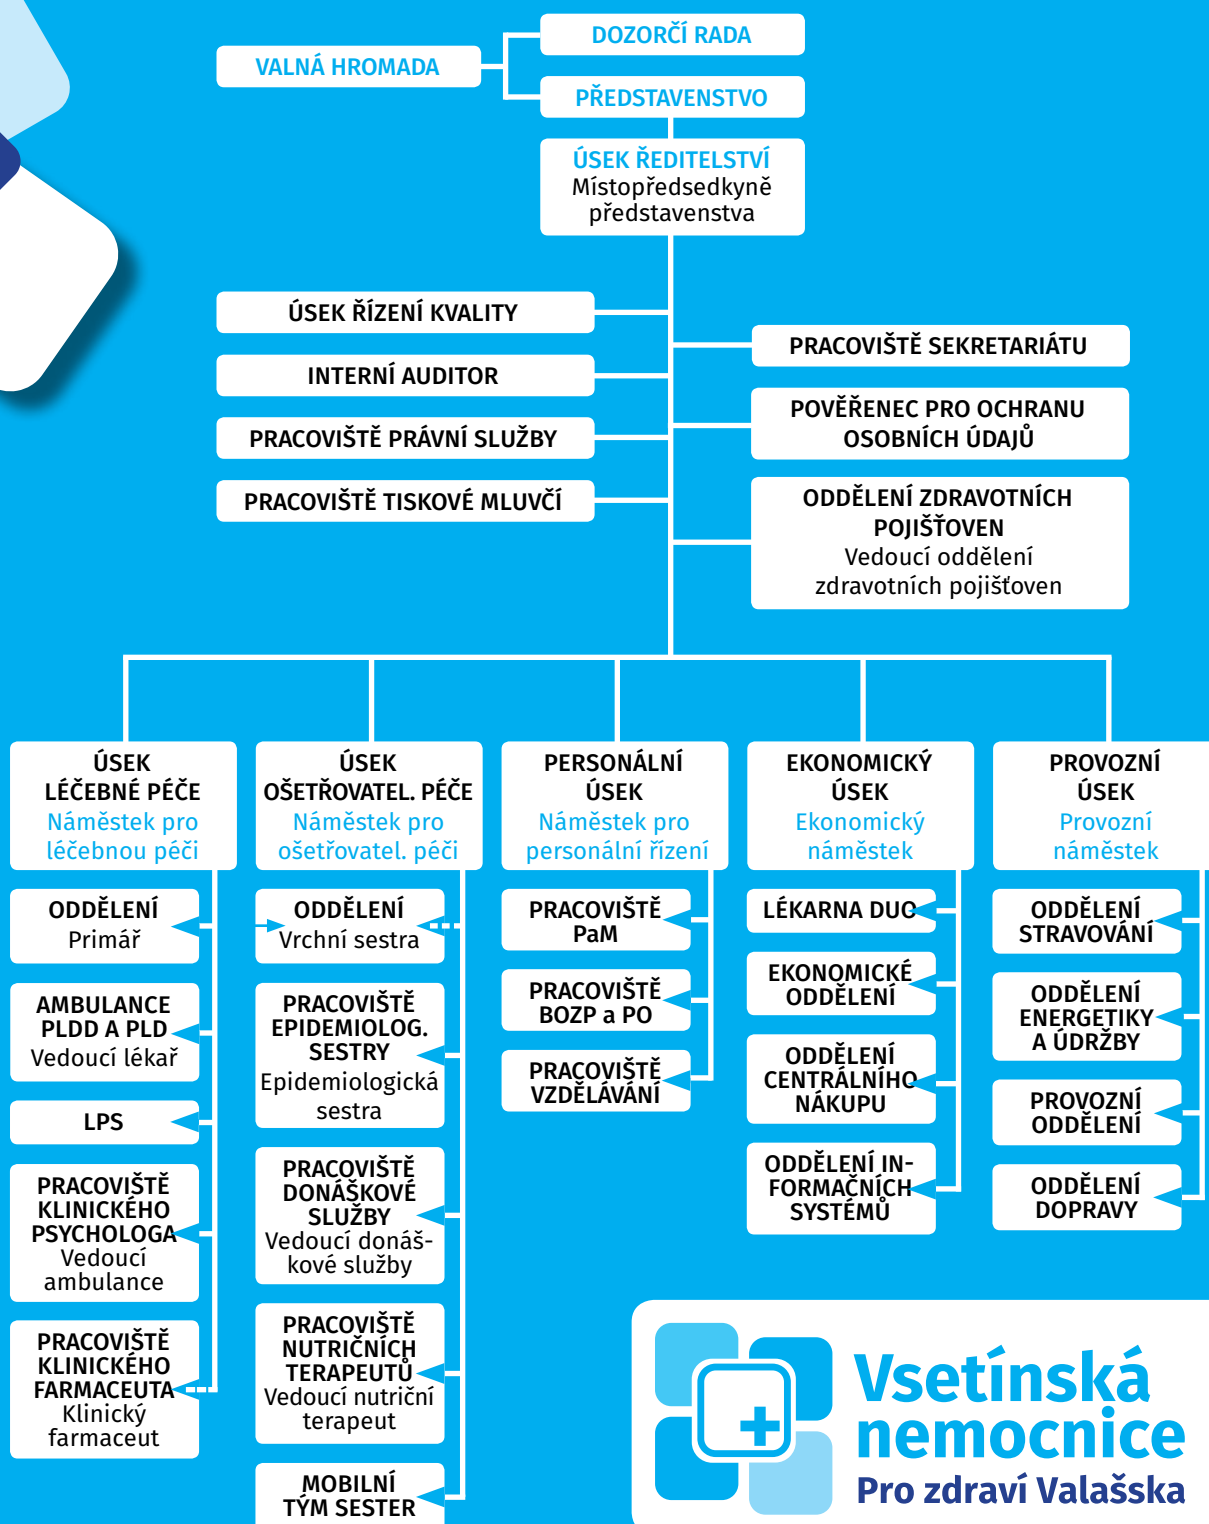 DOZORČÍ RADA
VALNÁ HROMADA
PŘEDSTAVENSTVO
ÚSEK ŘEDITELSTVÍ
Místopředsedkyně
představenstva
ÚSEK ŘÍZENÍ KVALITY
INTERNÍ AUDITOR
PRACOVIŠTĚ PRÁVNÍ SLUŽBY
PRACOVIŠTĚ TISKOVÉ MLUVČÍ
PRACOVIŠTĚ SEKRETARIÁTU
POVĚŘENEC PRO OCHRANU
OSOBNÍCH ÚDAJŮ
ODDĚLENÍ ZDRAVOTNÍCH
POJIŠŤOVEN
Vedoucí oddělení
zdravotních pojišťoven
ÚSEK
LÉČEBNÉ PÉČE
Náměstek pro
léčebnou péči
ODDĚLENÍ
Primář
AMBULANCE
PLDD A PLD
Vedoucí lékař
LPS
PRACOVIŠTĚ
KLINICKÉHO
PSYCHOLOGA
Vedoucí
ambulance
PRACOVIŠTĚ
KLINICKÉHO
FARMACEUTA
Klinický
farmaceut
ÚSEK
OŠETŘOVATEL. PÉČE
Náměstek pro
ošetřovatel. péči
ODDĚLENÍ
Vrchní sestra
PRACOVIŠTĚ
EPIDEMIOLOG.
SESTRY
Epidemiologická
sestra
PRACOVIŠTĚ
DONÁŠKOVÉ
SLUŽBY
Vedoucí donáš-
kové služby
PRACOVIŠTĚ
NUTRIČNÍCH
TERAPEUTŮ
Vedoucí nutriční
terapeut
MOBILNÍ
TÝM SESTER
PERSONÁLNÍ
ÚSEK
Náměstek pro
personální řízení
PRACOVIŠTĚ
PaM
PRACOVIŠTĚ
BOZP a PO
PRACOVIŠTĚ
VZDĚLÁVÁNÍ
EKONOMICKÝ
ÚSEK
Ekonomický
náměstek
LÉKARNA DUO
EKONOMICKÉ
ODDĚLENÍ
ODDĚLENÍ
CENTRÁLNÍHO
NÁKUPU
ODDĚLENÍ IN-
FORMAČNÍCH
SYSTÉMŮ
PROVOZNÍ
ÚSEK
Provozní
náměstek
ODDĚLENÍ
STRAVOVÁNÍ
ODDĚLENÍ
ENERGETIKY
A ÚDRŽBY
PROVOZNÍ
ODDĚLENÍ
ODDĚLENÍ
DOPRAVY
Vsetínská
nemocnice
Pro zdraví Valašska